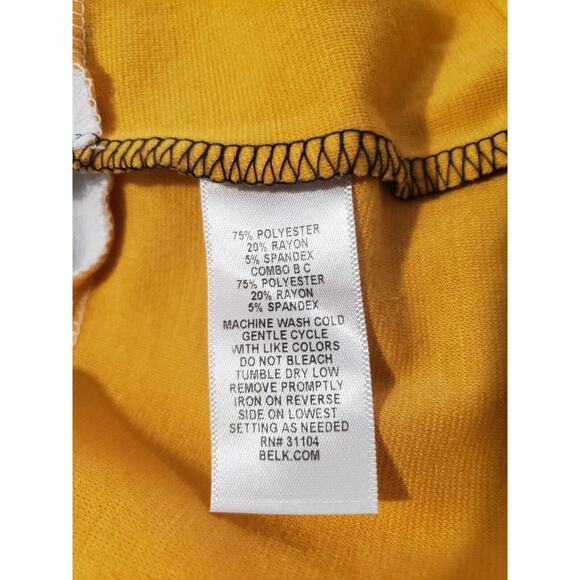 75% POLYESTER
20% RAYON
5% SPANDEX
COMBO B C
75% POLYESTER
20% RAYON
5% SPANDEX
MACHINE WASH COLD
GENTLE CYCLE
WITH LIKE COLORS
DO NOT BLEACH
TUMBLE DRY LOW
REMOVE PROMPTLY
IRON ON REVERSE
SIDE ON LOWEST
SETTING AS NEEDED
RN# 31104
BELK.COM